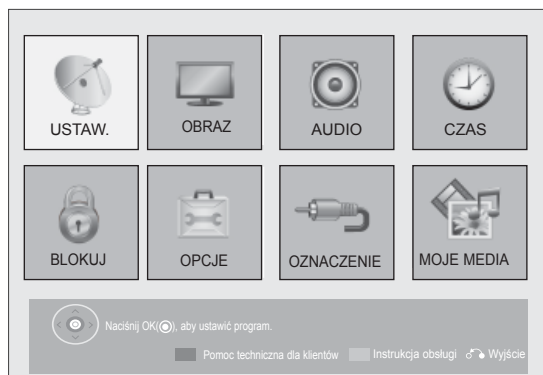 USTAW.
OBRAZ
AUDIO
CZAS
BLOKUJ
OPCJE
OZNACZENIE
MOJE MEDIA
Naciśnij OK(◉), aby ustawić program.
Pomoc techniczna dla klientów Instrukcja obsługi Wyjście